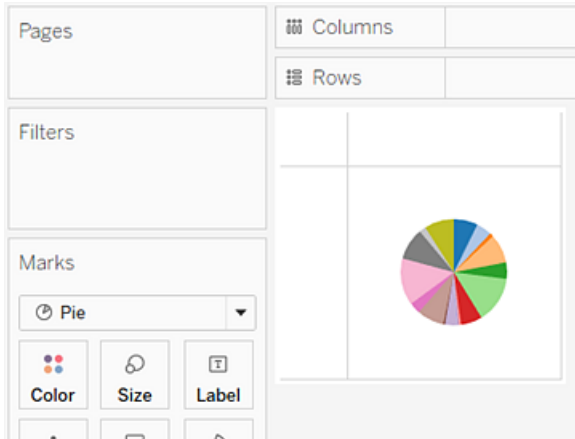 Pages
Columns
Rows
Filters
Marks
Pie
Color Size Label